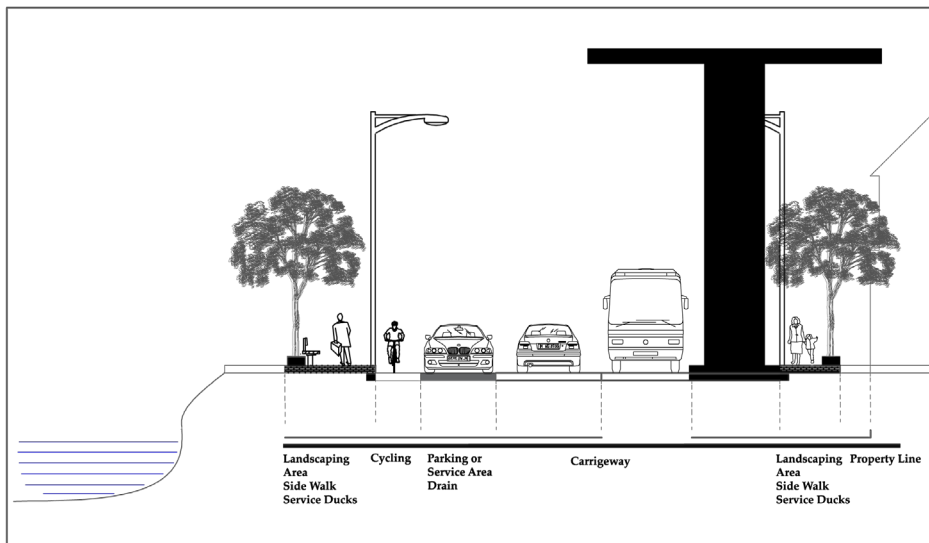 Landscaping
Area
Side Walk
Service Ducks
Cycling
Parking or
Service Area
Drain
Carrigeway
Landscaping
Area
Side Walk
Service Ducks
Property Line